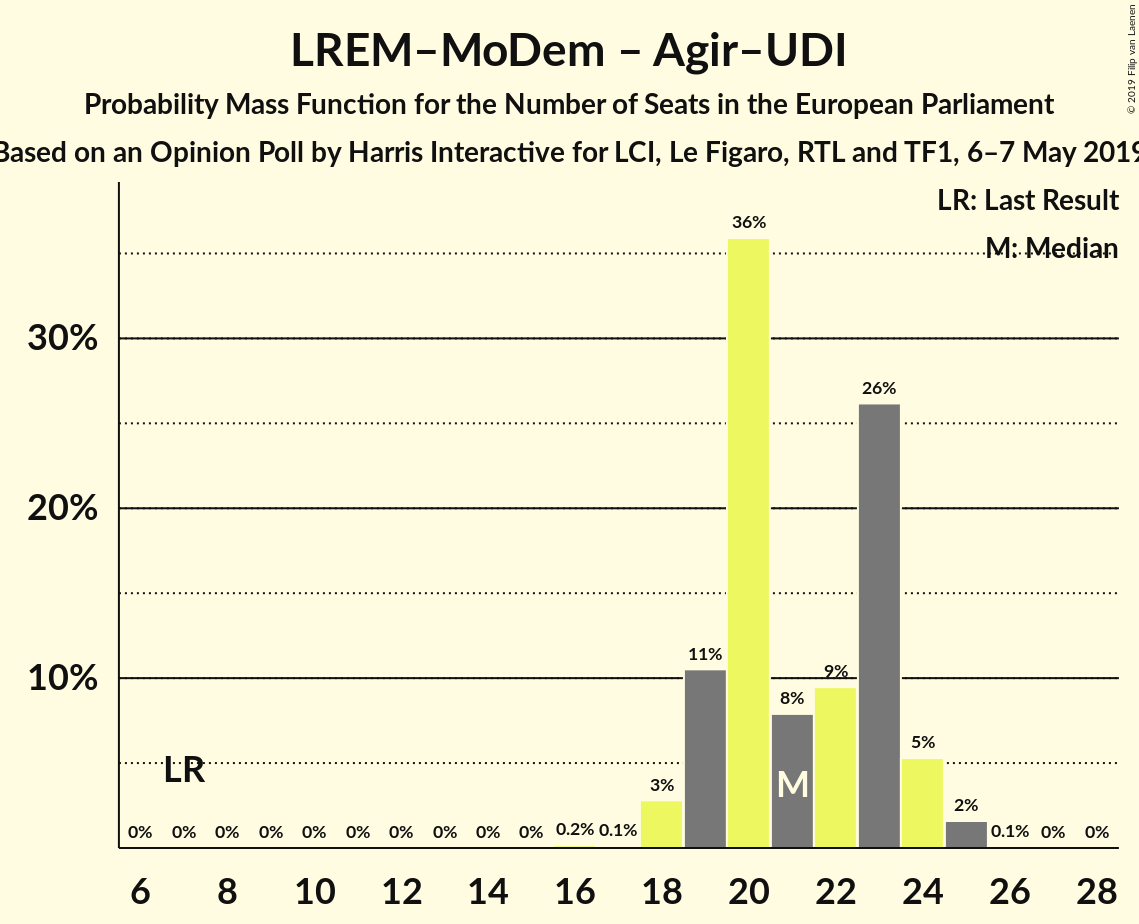 LREM–MoDem – Agir–UDI
Probability Mass Function for the Number of Seats in the European Parliament
Based on an Opinion Poll by Harris Interactive for LCI, Le Figaro, RTL and TF1, 6–7 May 2019
© 2019 Filip van Laenen
LR: Last Result
M: Median
36%
30%
26%
20%
11%
10%
9%
8%
5%
LR
3%
M
2%
0% 0% 0% 0% 0% 0% 0% 0% 0% 0% 0.2% 0.1% 0.1% 0% 0%
6 8 10 12 14 16 18 20 22 24 26 28